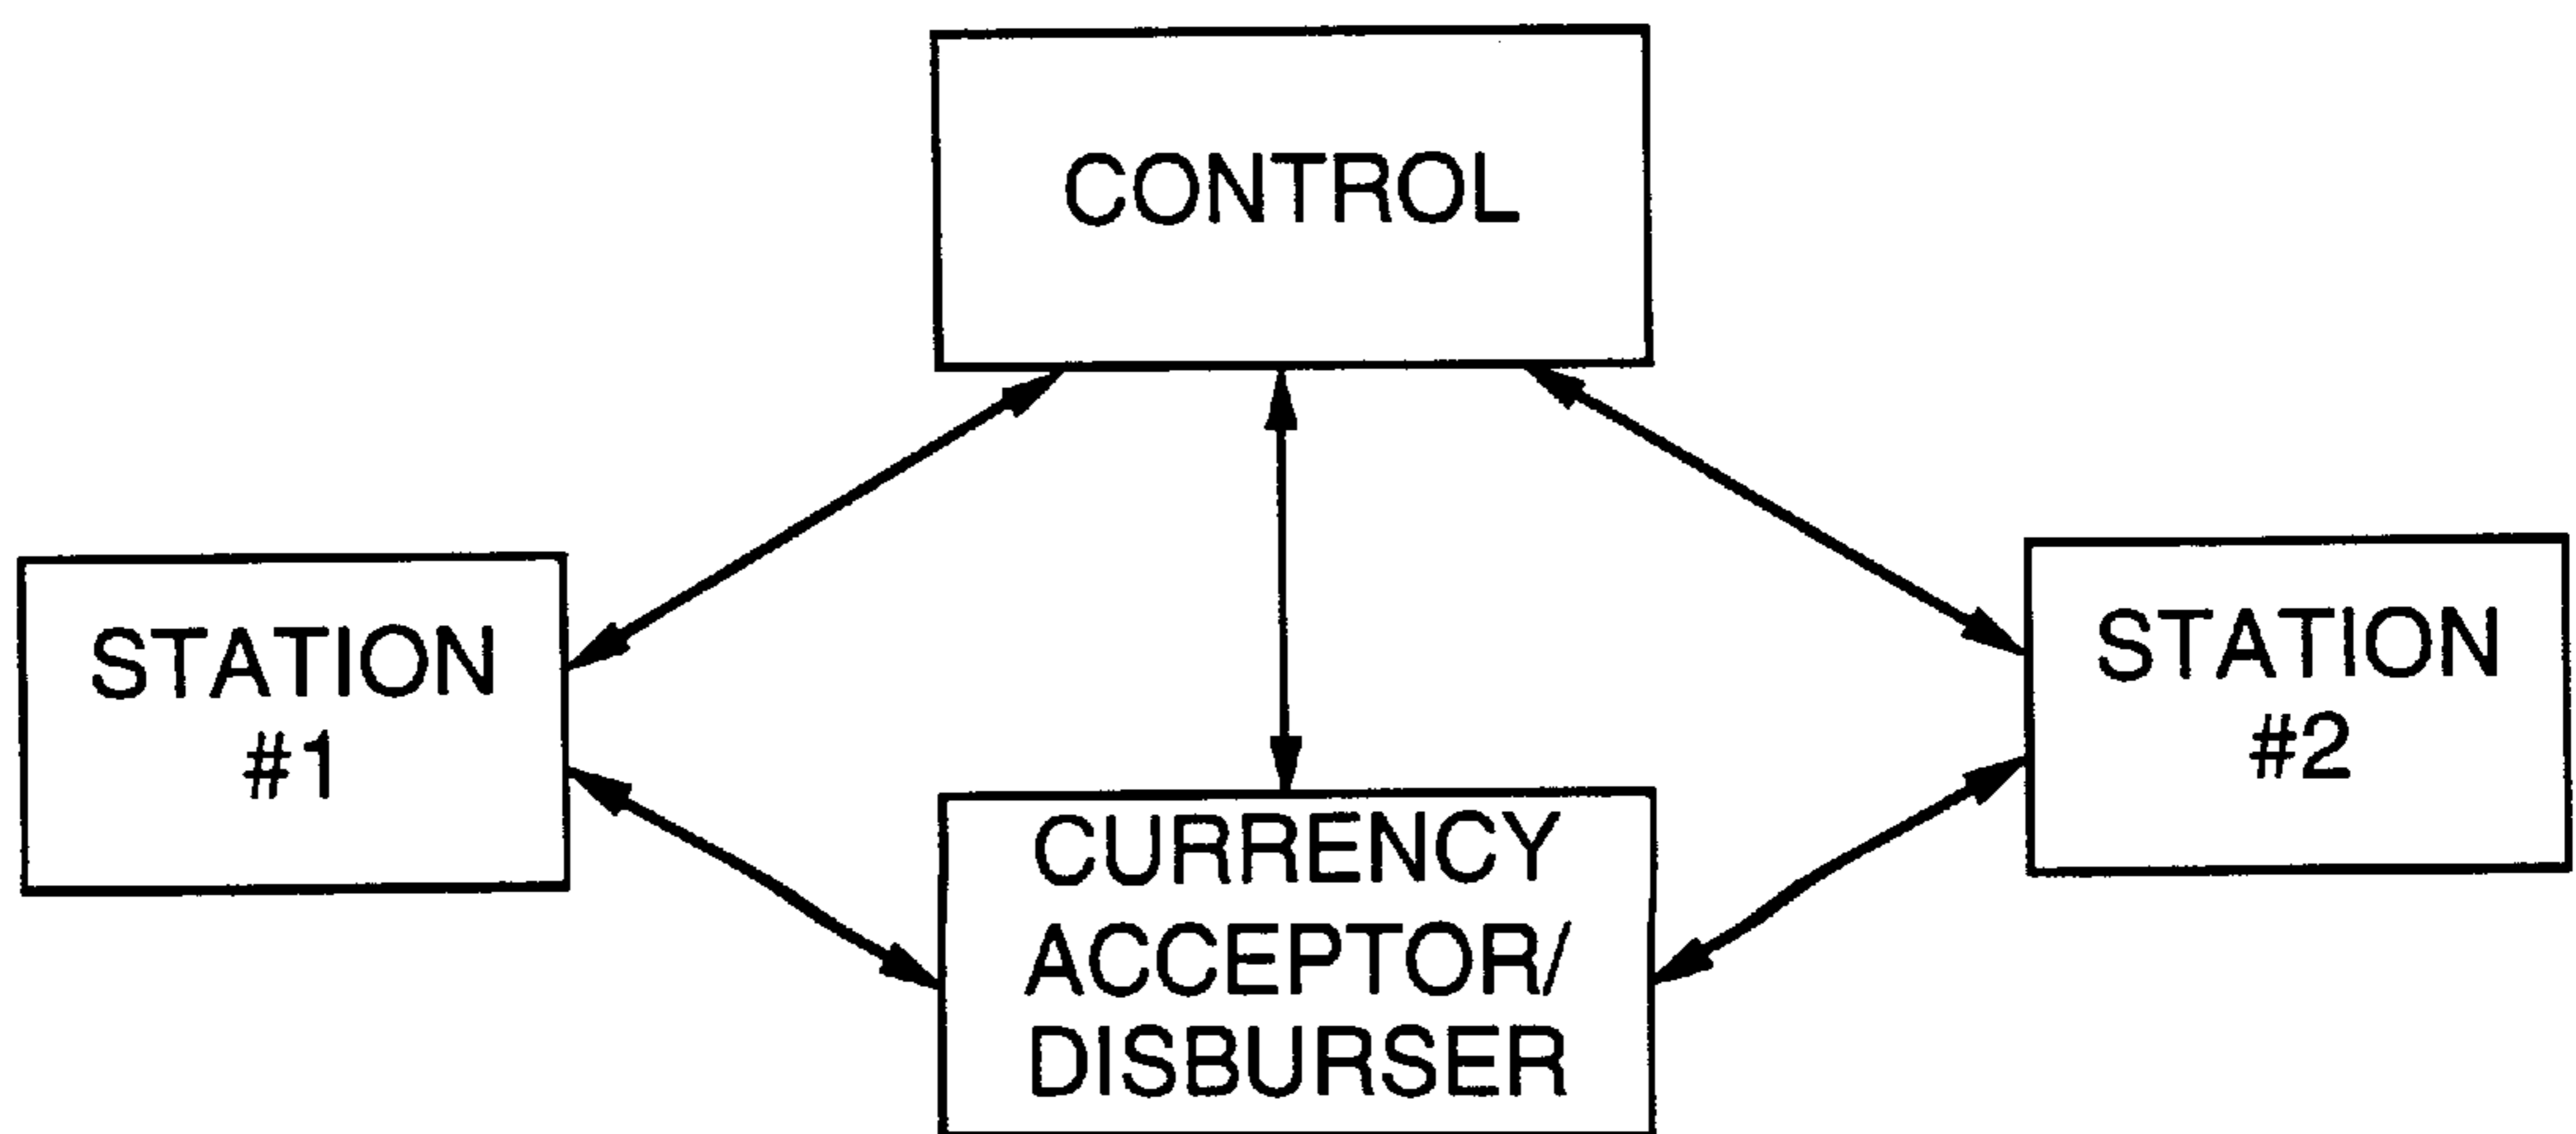 CONTROL
STATION
#1
STATION
#2
CURRENCY
ACCEPTOR/
DISBURSER